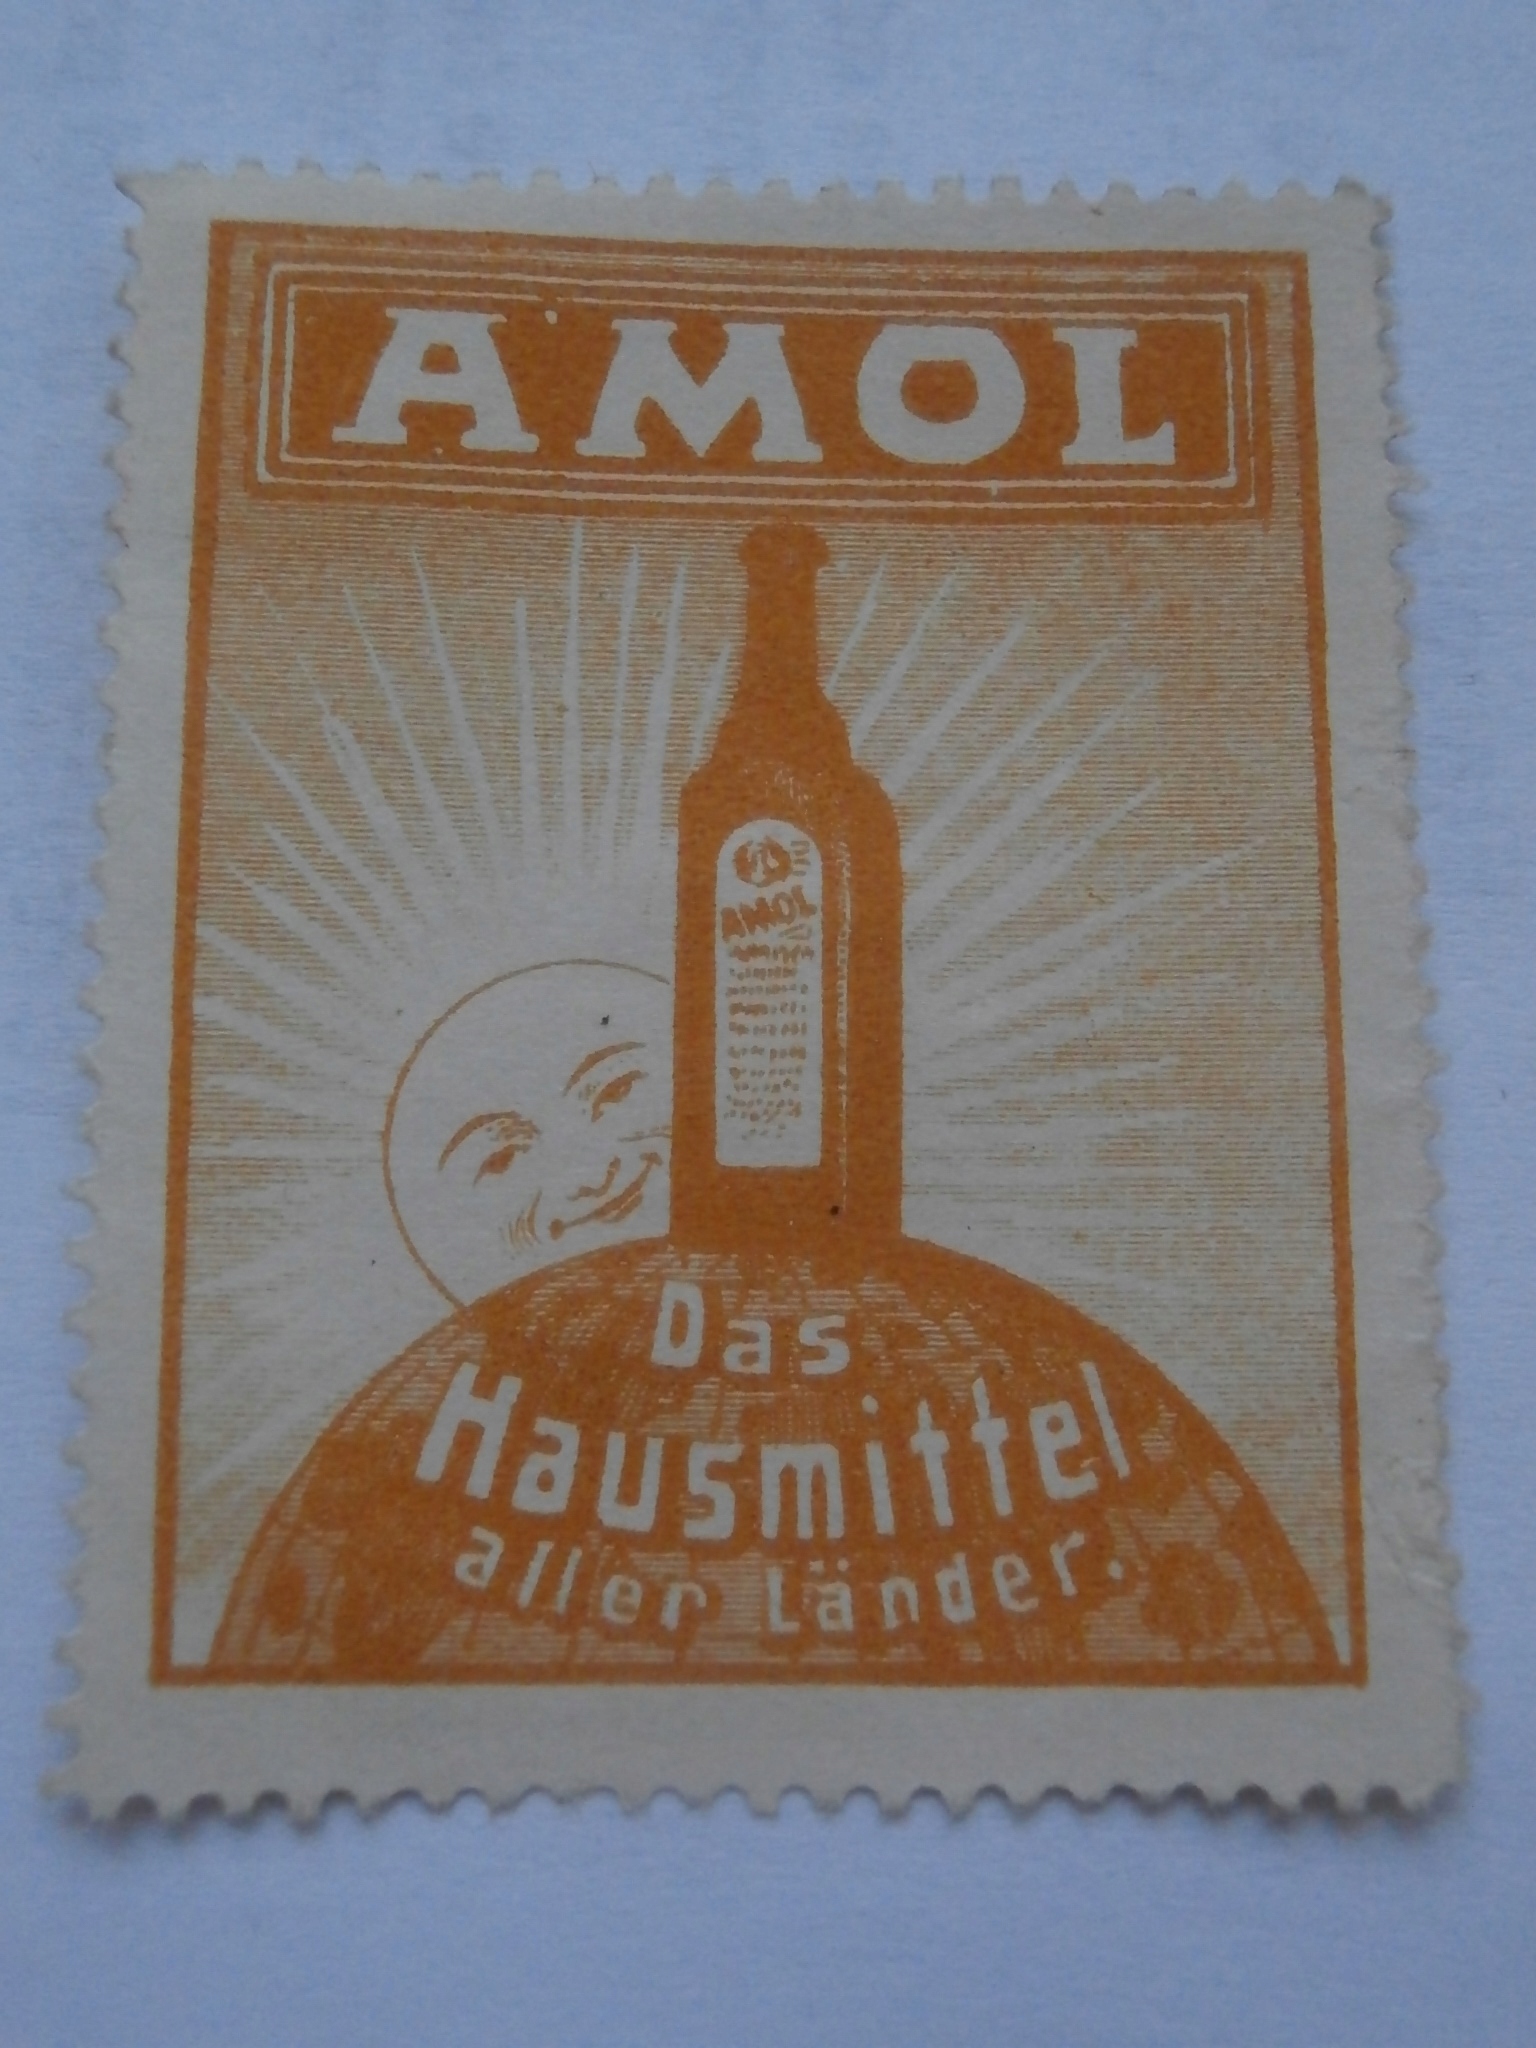 AMOL
AMOL
Das
Hausmittel
aller Länder.